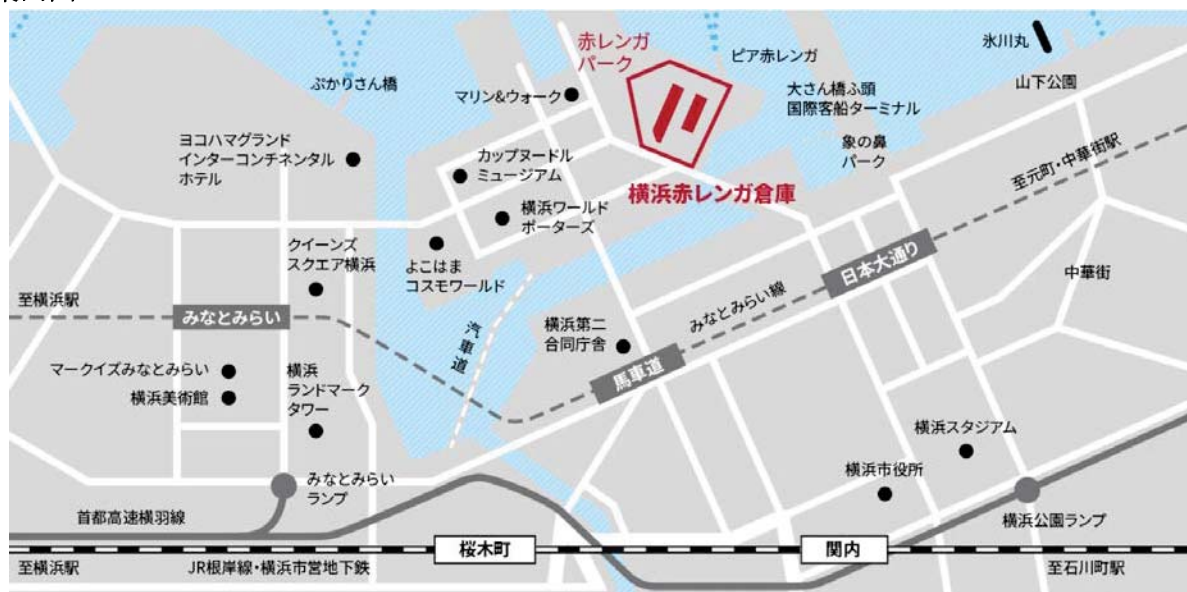 赤レンガ
パーク
ピア赤レンガ
氷川丸
山下公園
ぷかりさん橋
マリン&ウォーク
大さん橋ふ頭
国際客船ターミナル
ヨコハマグランド
インターコンチネンタル
ホテル
カップヌードル
ミュージアム
象の鼻
パーク
横浜赤レンガ倉庫
至元町・中華街駅
横浜ワールド
ポーターズ
クイーンズ
スクエア横浜
よこはま
コスモワールド
日本大通り
中華街
至横浜駅
みなとみらい
汽車道
横浜第二
合同庁舎
みなとみらい線
馬車道
マークイズみなとみらい
横浜美術館
横浜
ランドマーク
タワー
横浜スタジアム
横浜市役所
みなとみらい
ランプ
首都高速横羽線
横浜公園ランプ
桜木町
関内
至横浜駅
JR根岸線・横浜市営地下鉄
至石川町駅